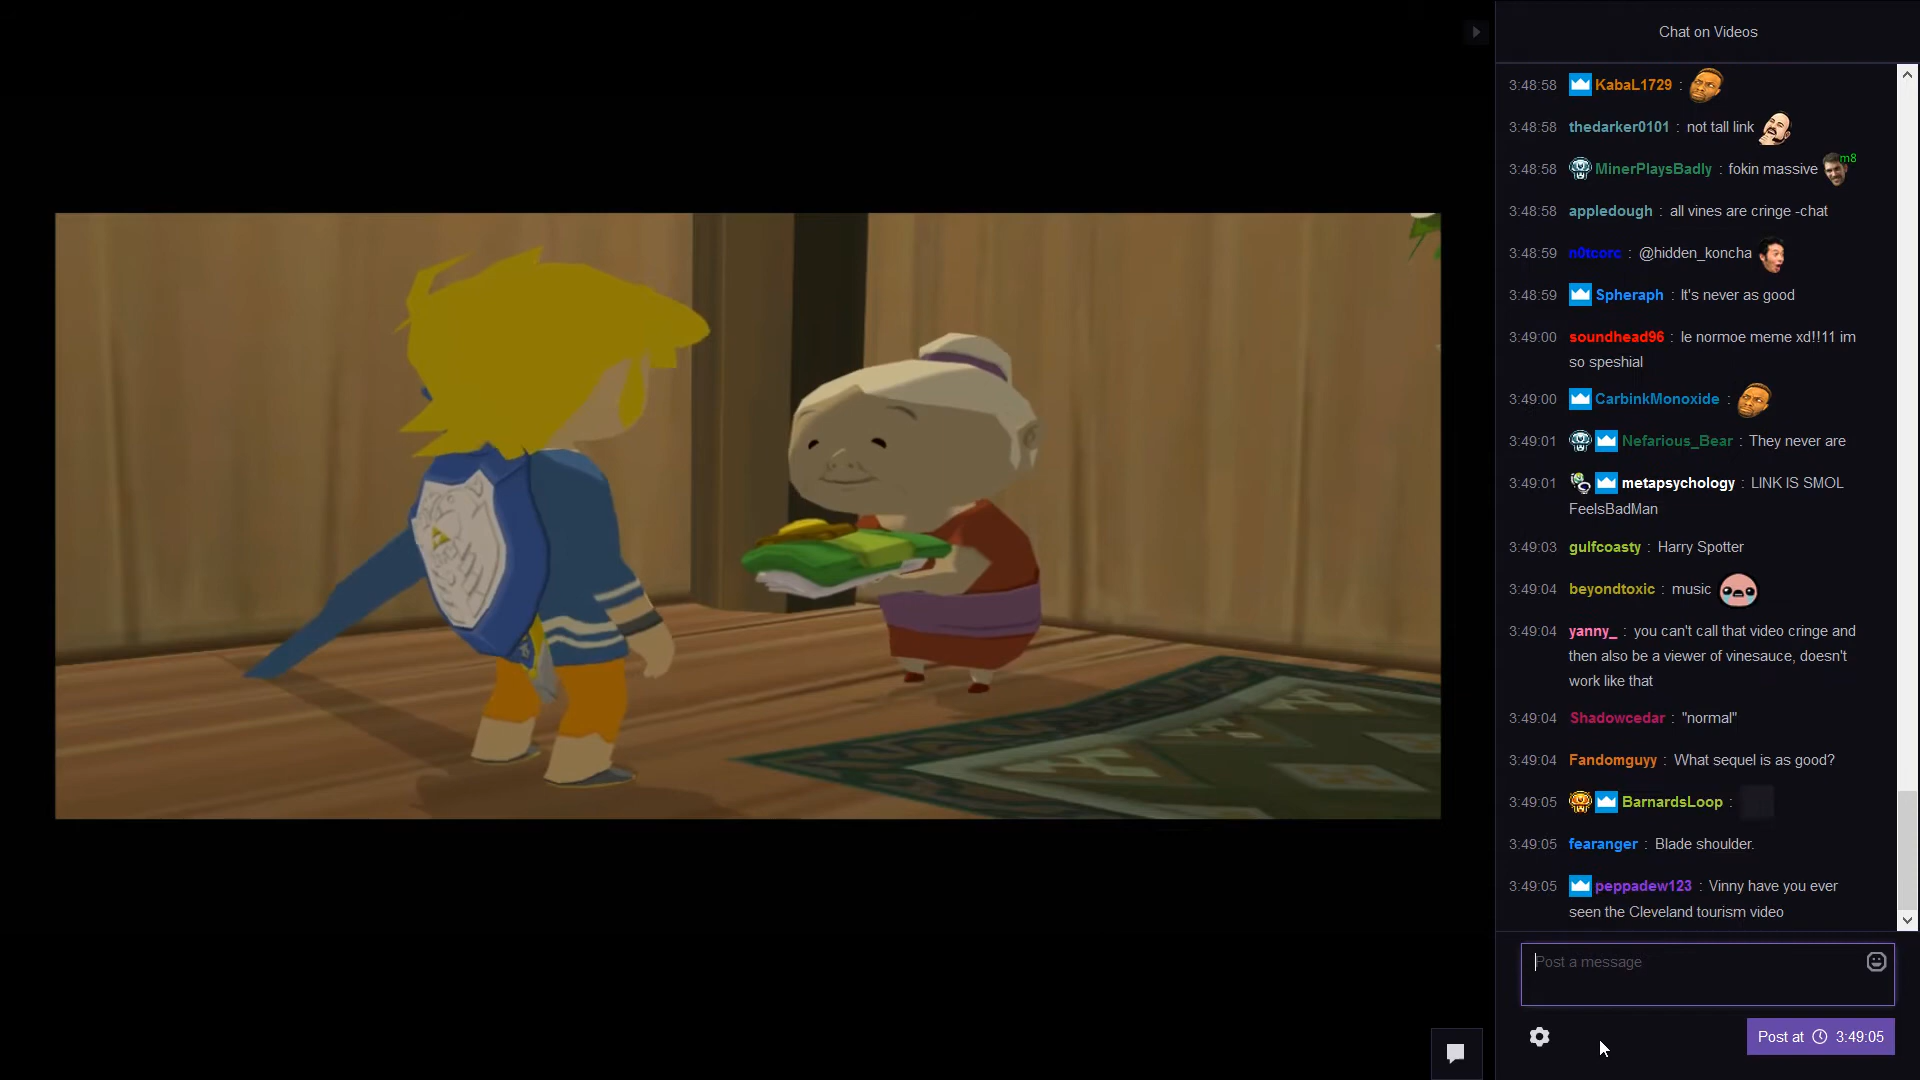 Chat on Videos
3:48:58 KabaL1729 :
3:48:58 thedarker0101 : not tall link
3:48:58 MinerPlaysBadly : fokin massive m8
3:48:58 appledough : all vines are cringe -chat
3:48:59 n0tcorc : @hidden_koncha
3:48:59 Spheraph : It's never as good
3:49:00 soundhead96 : le normoe meme xd!!11 im
so speshial
3:49:00 CarbinkMonoxide :
3:49:01 Nefarious_Bear : They never are
3:49:01 metapsychology : LINK IS SMOL
FeelsBadMan
3:49:03 gulfcoasty : Harry Spotter
3:49:04 beyondtoxic : music
3:49:04 yanny_ : you can't call that video cringe and
then also be a viewer of vinesauce, doesn't
work like that
3:49:04 Shadowcedar : "normal"
3:49:04 Fandomguyy : What sequel is as good?
3:49:05 BarnardsLoop :
3:49:05 fearanger : Blade shoulder.
3:49:05 peppadew123 : Vinny have you ever
seen the Cleveland tourism video
Post a message
Post at 3:49:05